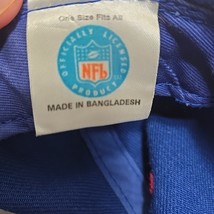 One Size Fits All
OFFICIALLY LICENSED
NFL
PRODUCT
MADE IN BANGLADESH